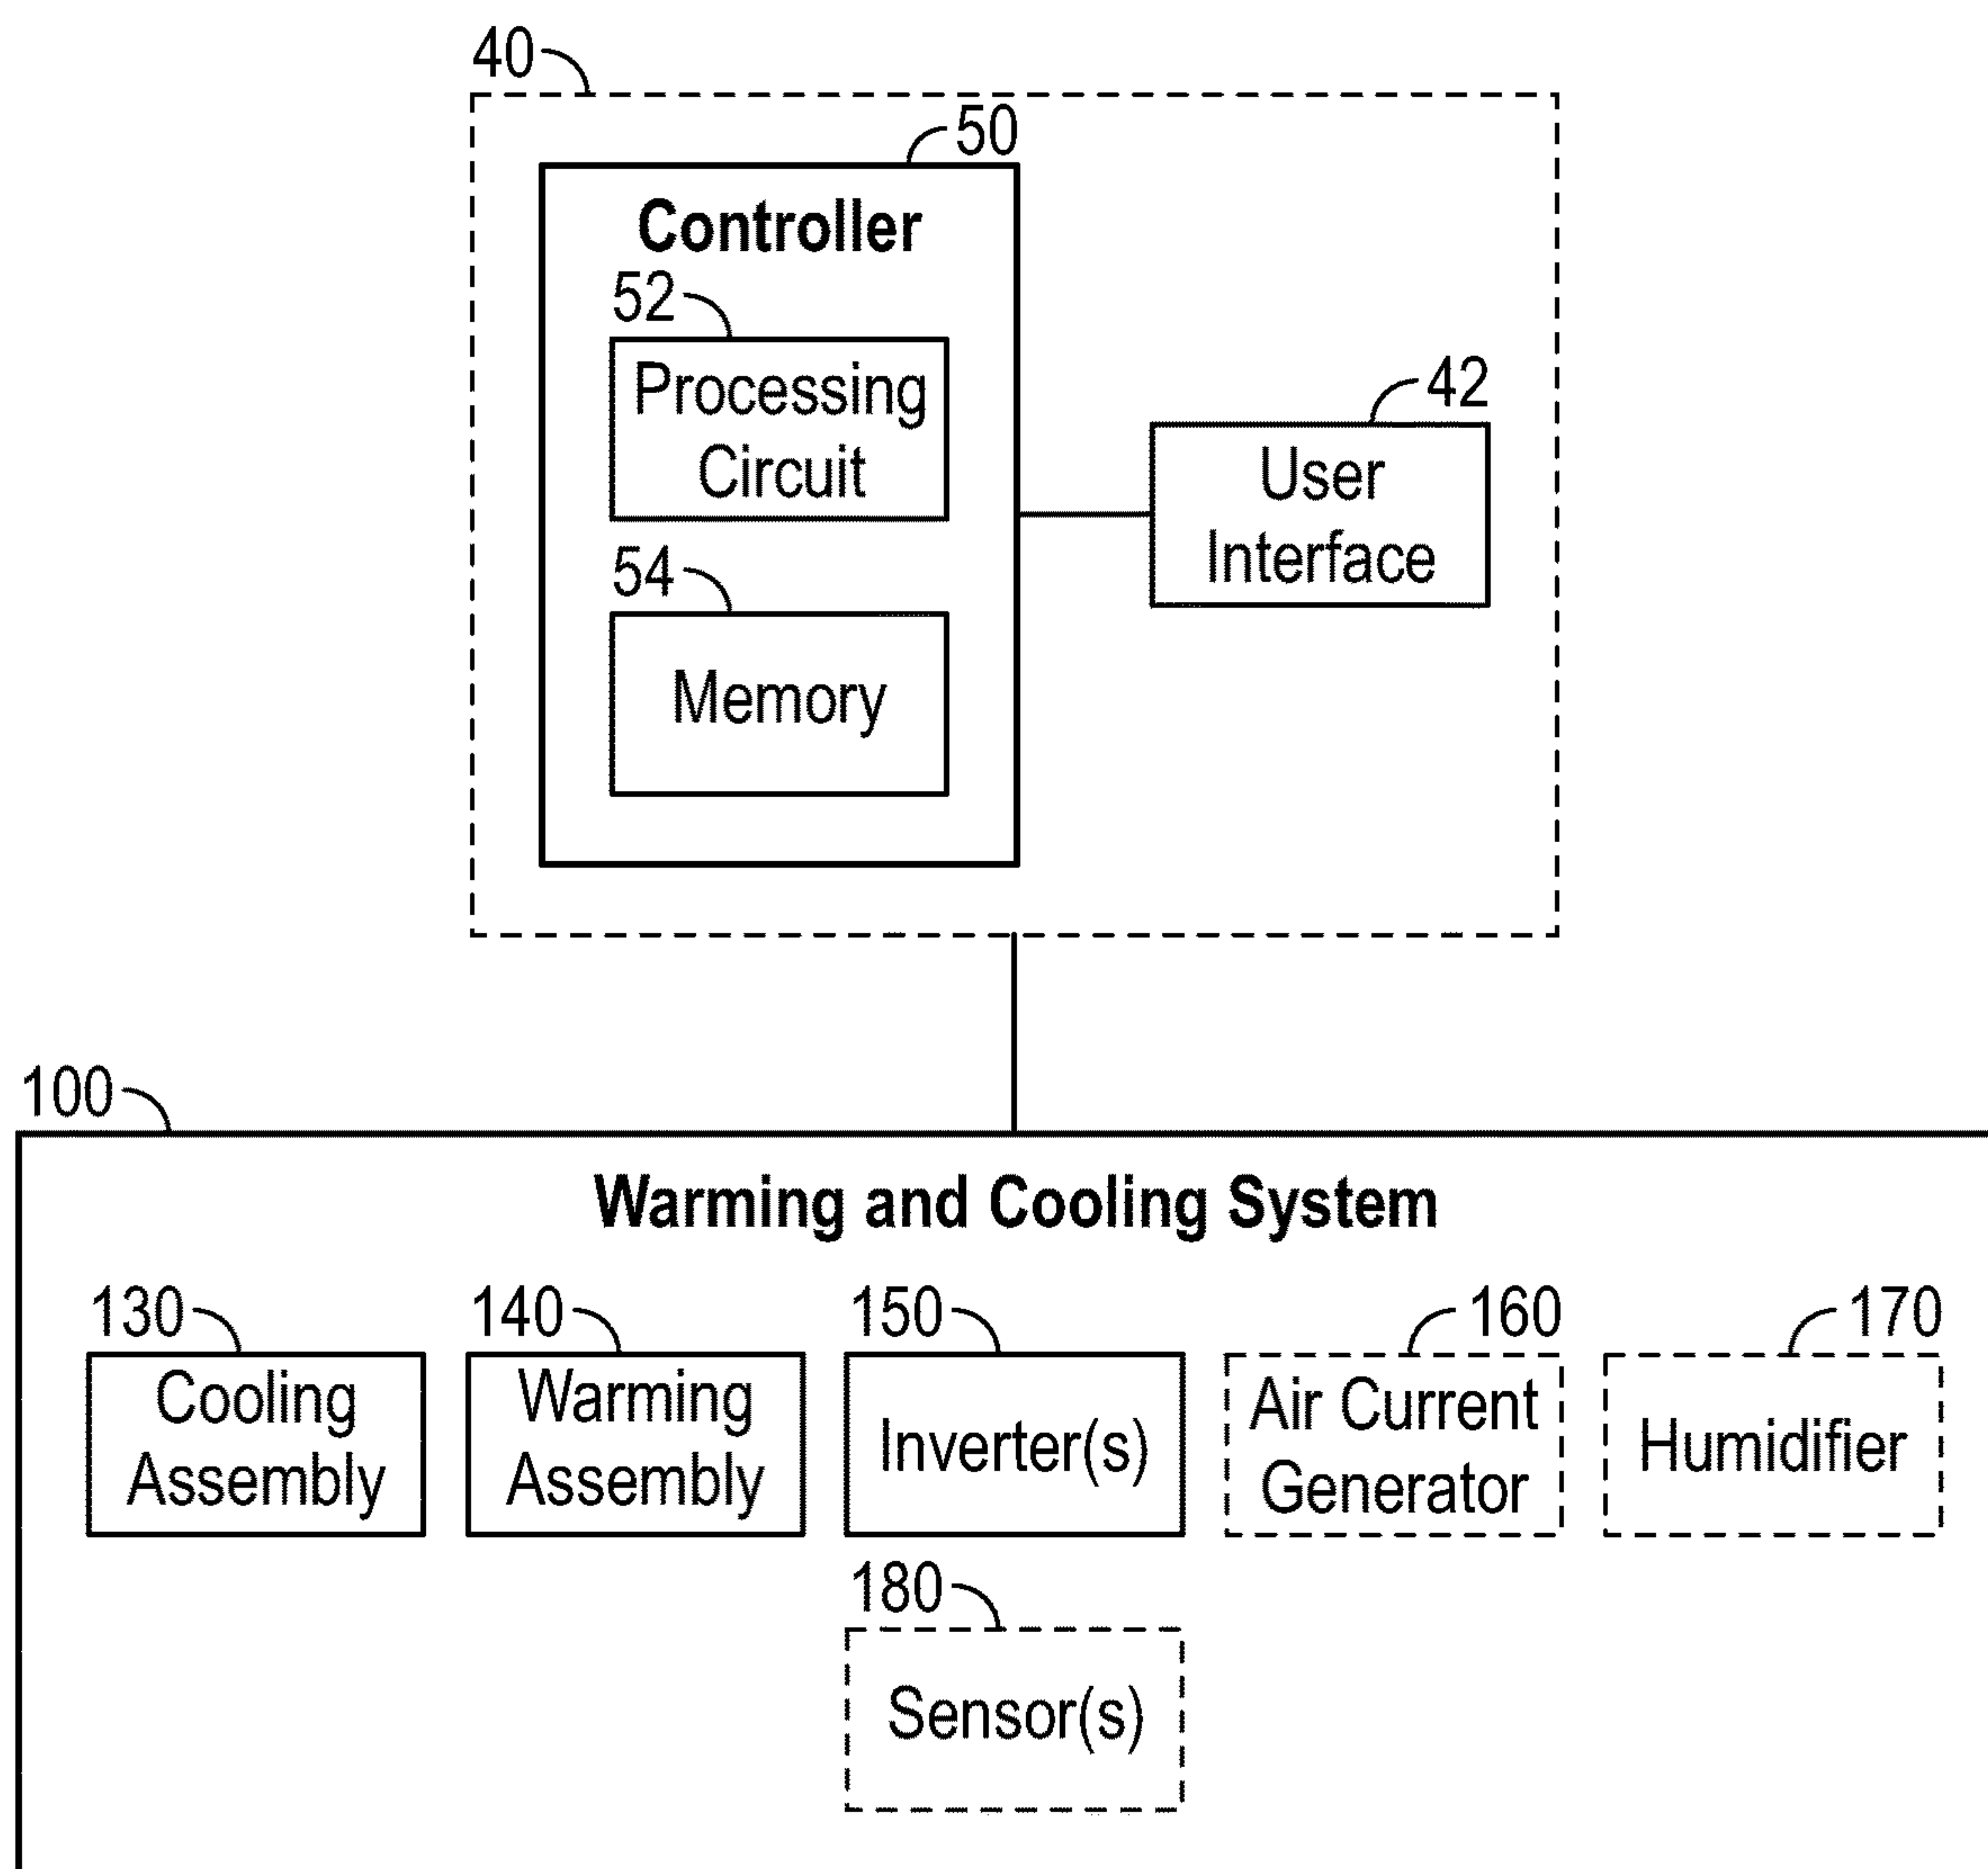 40
50
Controller
52
Processing
Circuit
42
User
Interface
54
Memory
100
Warming and Cooling System
130
140
150
160
170
Cooling
Assembly
Warming
Assembly
Inverter(s)
Air Current
Generator
Humidifier
180
Sensor(s)